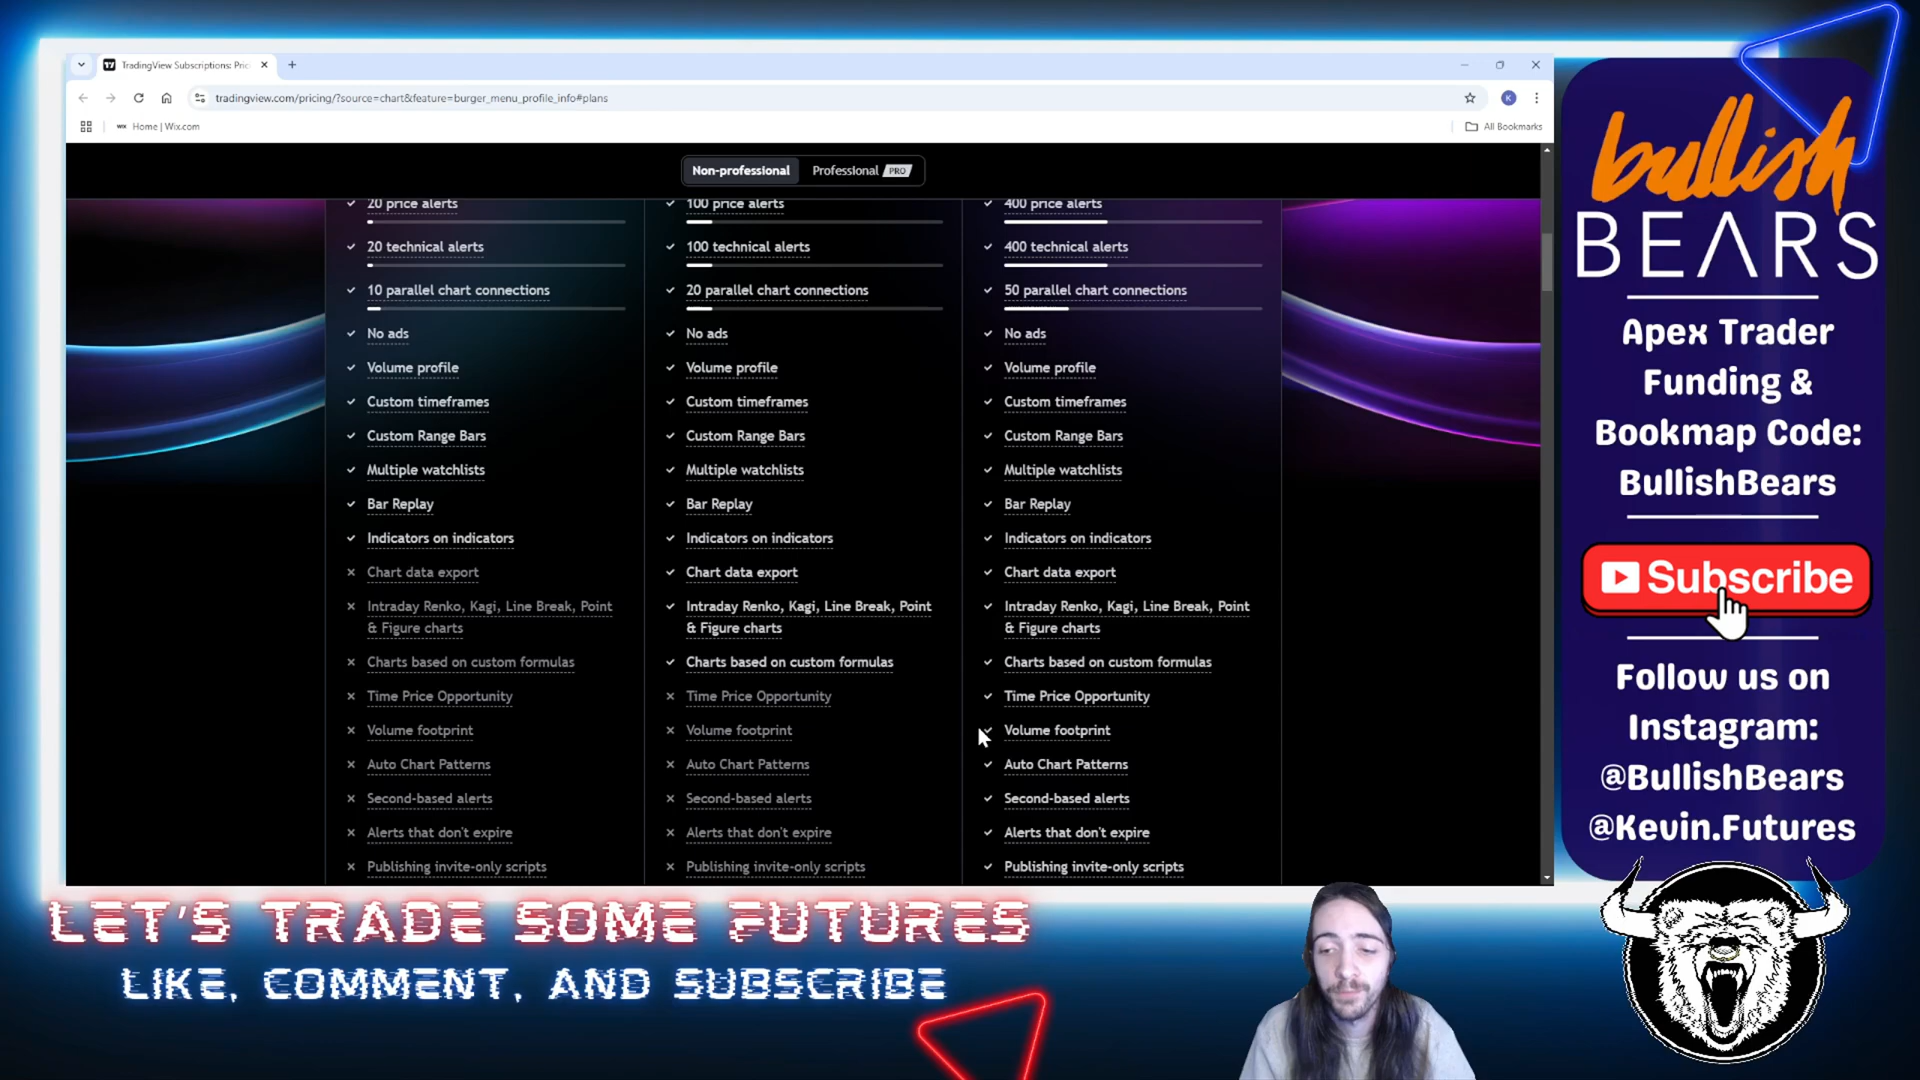 TradingView Subscriptions: Pric
tradingview.com/pricing/?source=chart&feature=burger_menu_profile_info#plans
K
WiX Home | Wix.com
All Bookmarks
Non-professional Professional PRO
20 price alerts
20 technical alerts
10 parallel chart connections
No ads
Volume profile
Custom timeframes
Custom Range Bars
Multiple watchlists
Bar Replay
Indicators on indicators
Chart data export
Intraday Renko, Kagi, Line Break, Point
& Figure charts
Charts based on custom formulas
Time Price Opportunity
Volume footprint
Auto Chart Patterns
Second-based alerts
Alerts that don't expire
Publishing invite-only scripts
100 price alerts
100 technical alerts
20 parallel chart connections
No ads
Volume profile
Custom timeframes
Custom Range Bars
Multiple watchlists
Bar Replay
Indicators on indicators
Chart data export
Intraday Renko, Kagi, Line Break, Point
& Figure charts
Charts based on custom formulas
Time Price Opportunity
Volume footprint
Auto Chart Patterns
Second-based alerts
Alerts that don't expire
Publishing invite-only scripts
400 price alerts
400 technical alerts
50 parallel chart connections
No ads
Volume profile
Custom timeframes
Custom Range Bars
Multiple watchlists
Bar Replay
Indicators on indicators
Chart data export
Intraday Renko, Kagi, Line Break, Point
& Figure charts
Charts based on custom formulas
Time Price Opportunity
Volume footprint
Auto Chart Patterns
Second-based alerts
Alerts that don't expire
Publishing invite-only scripts
bullish
BEARS
Apex Trader
Funding &
Bookmap Code:
BullishBears
Subscribe
Follow us on
Instagram:
@BullishBears
@Kevin.Futures
LET'S TRADE SOME FUTURES
LIKE, COMMENT, AND SUBSCRIBE